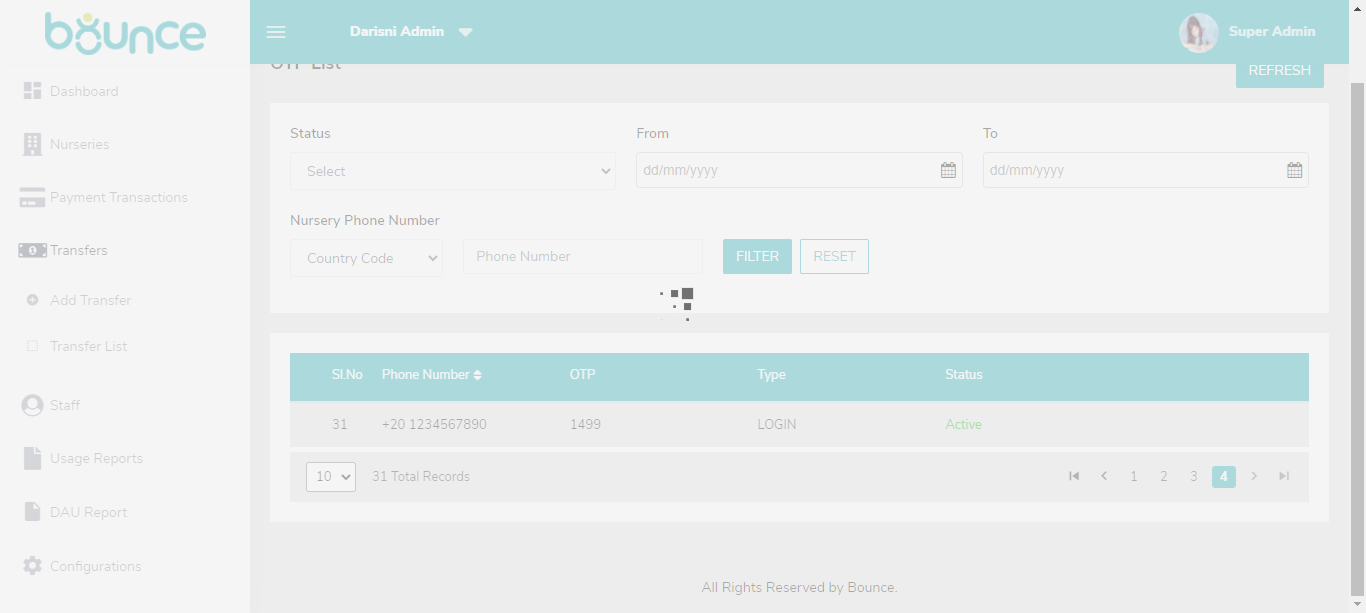 bounce
Darisni Admin
Super Admin
OTP List
REFRESH
Dashboard
Nurseries
Payment Transactions
Transfers
Add Transfer
Transfer List
Staff
Usage Reports
DAU Report
Configurations
Status From To
Select dd/mm/yyyy dd/mm/yyyy
Nursery Phone Number
Country Code Phone Number FILTER RESET
Sl.No Phone Number OTP Type Status
31 +20 1234567890 1499 LOGIN Active
10 31 Total Records 1 2 3 4
All Rights Reserved by Bounce.